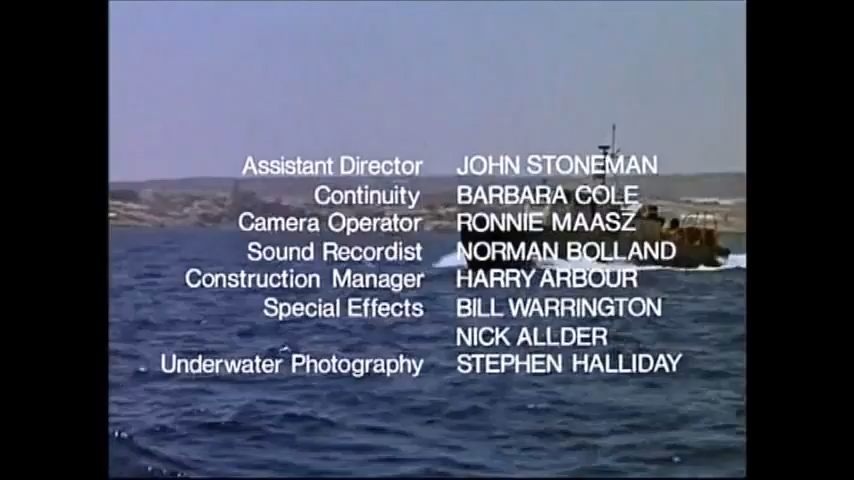 Assistant Director JOHN STONEMAN
Continuity BARBARA COLE
Camera Operator RONNIE MAASZ
Sound Recordist NORMAN BOLLAND
Construction Manager HARRY ARBOUR
Special Effects BILL WARRINGTON
NICK ALLDER
Underwater Photography STEPHEN HALLIDAY